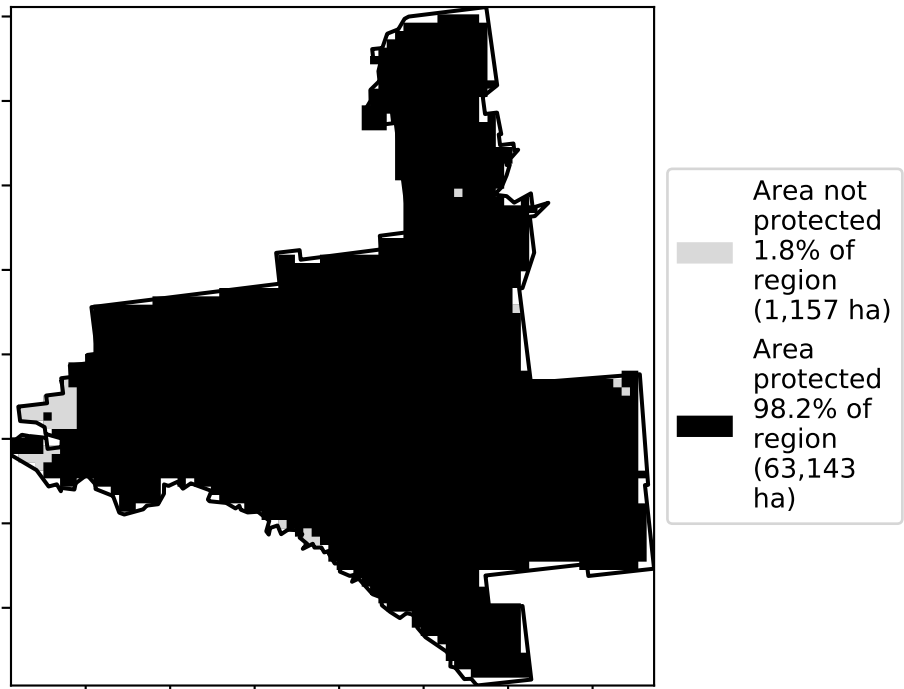 Area not
protected
1.8% of
region
(1,157 ha)
Area
protected
98.2% of
region
(63,143
ha)